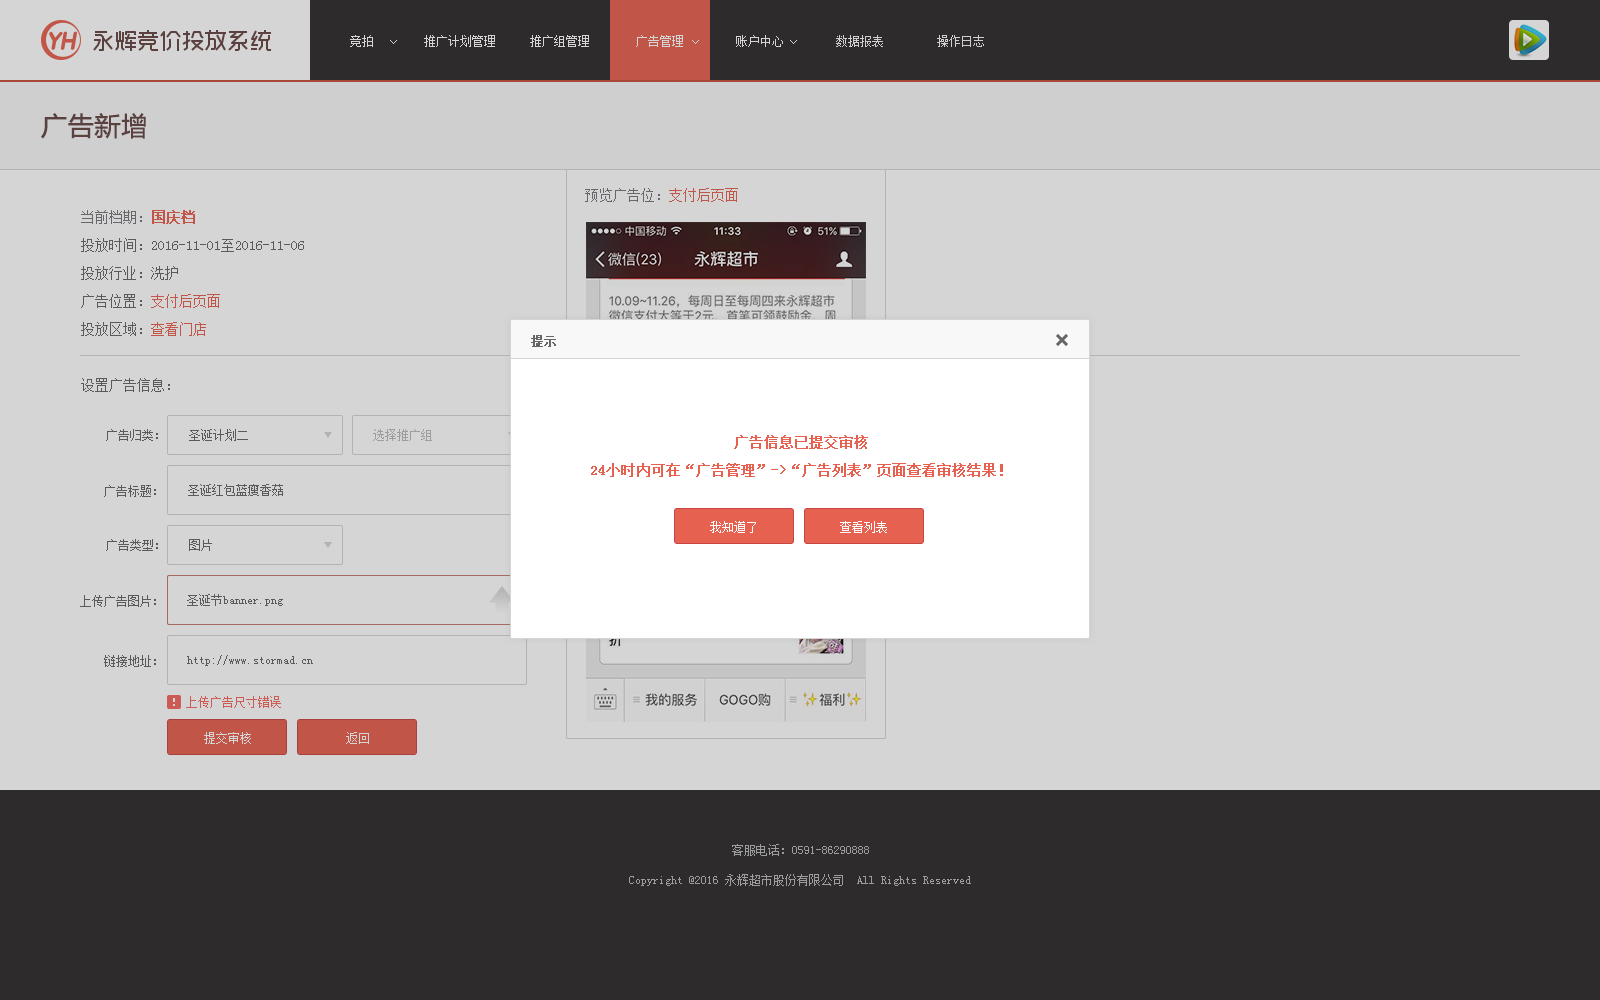 YH 永辉竞价投放系统
竞拍 推广计划管理 推广组管理 广告管理 账户中心 数据报表 操作日志
广告新增
当前档期：国庆档
投放时间：2016-11-01至2016-11-06
投放行业：洗护
广告位置：支付后页面
投放区域：查看门店
预览广告位：支付后页面
中国移动 11:33 51%
微信(23) 永辉超市
10.09~11.26，每周日至每周四来永辉超市
微信支付大等于2元，首笔可领鼓励金，周
提示
广告信息已提交审核
24小时内可在“广告管理”->“广告列表”页面查看审核结果！
我知道了 查看列表
设置广告信息：
广告归类： 圣诞计划二 选择推广组
广告标题： 圣诞红包蓝瘦香菇
广告类型： 图片
上传广告图片： 圣诞节banner.png
链接地址： http://www.stormad.cn
上传广告尺寸错误
提交审核 返回
折
我的服务 GOGO购 福利
客服电话：0591-86290888
Copyright @2016 永辉超市股份有限公司 All Rights Reserved